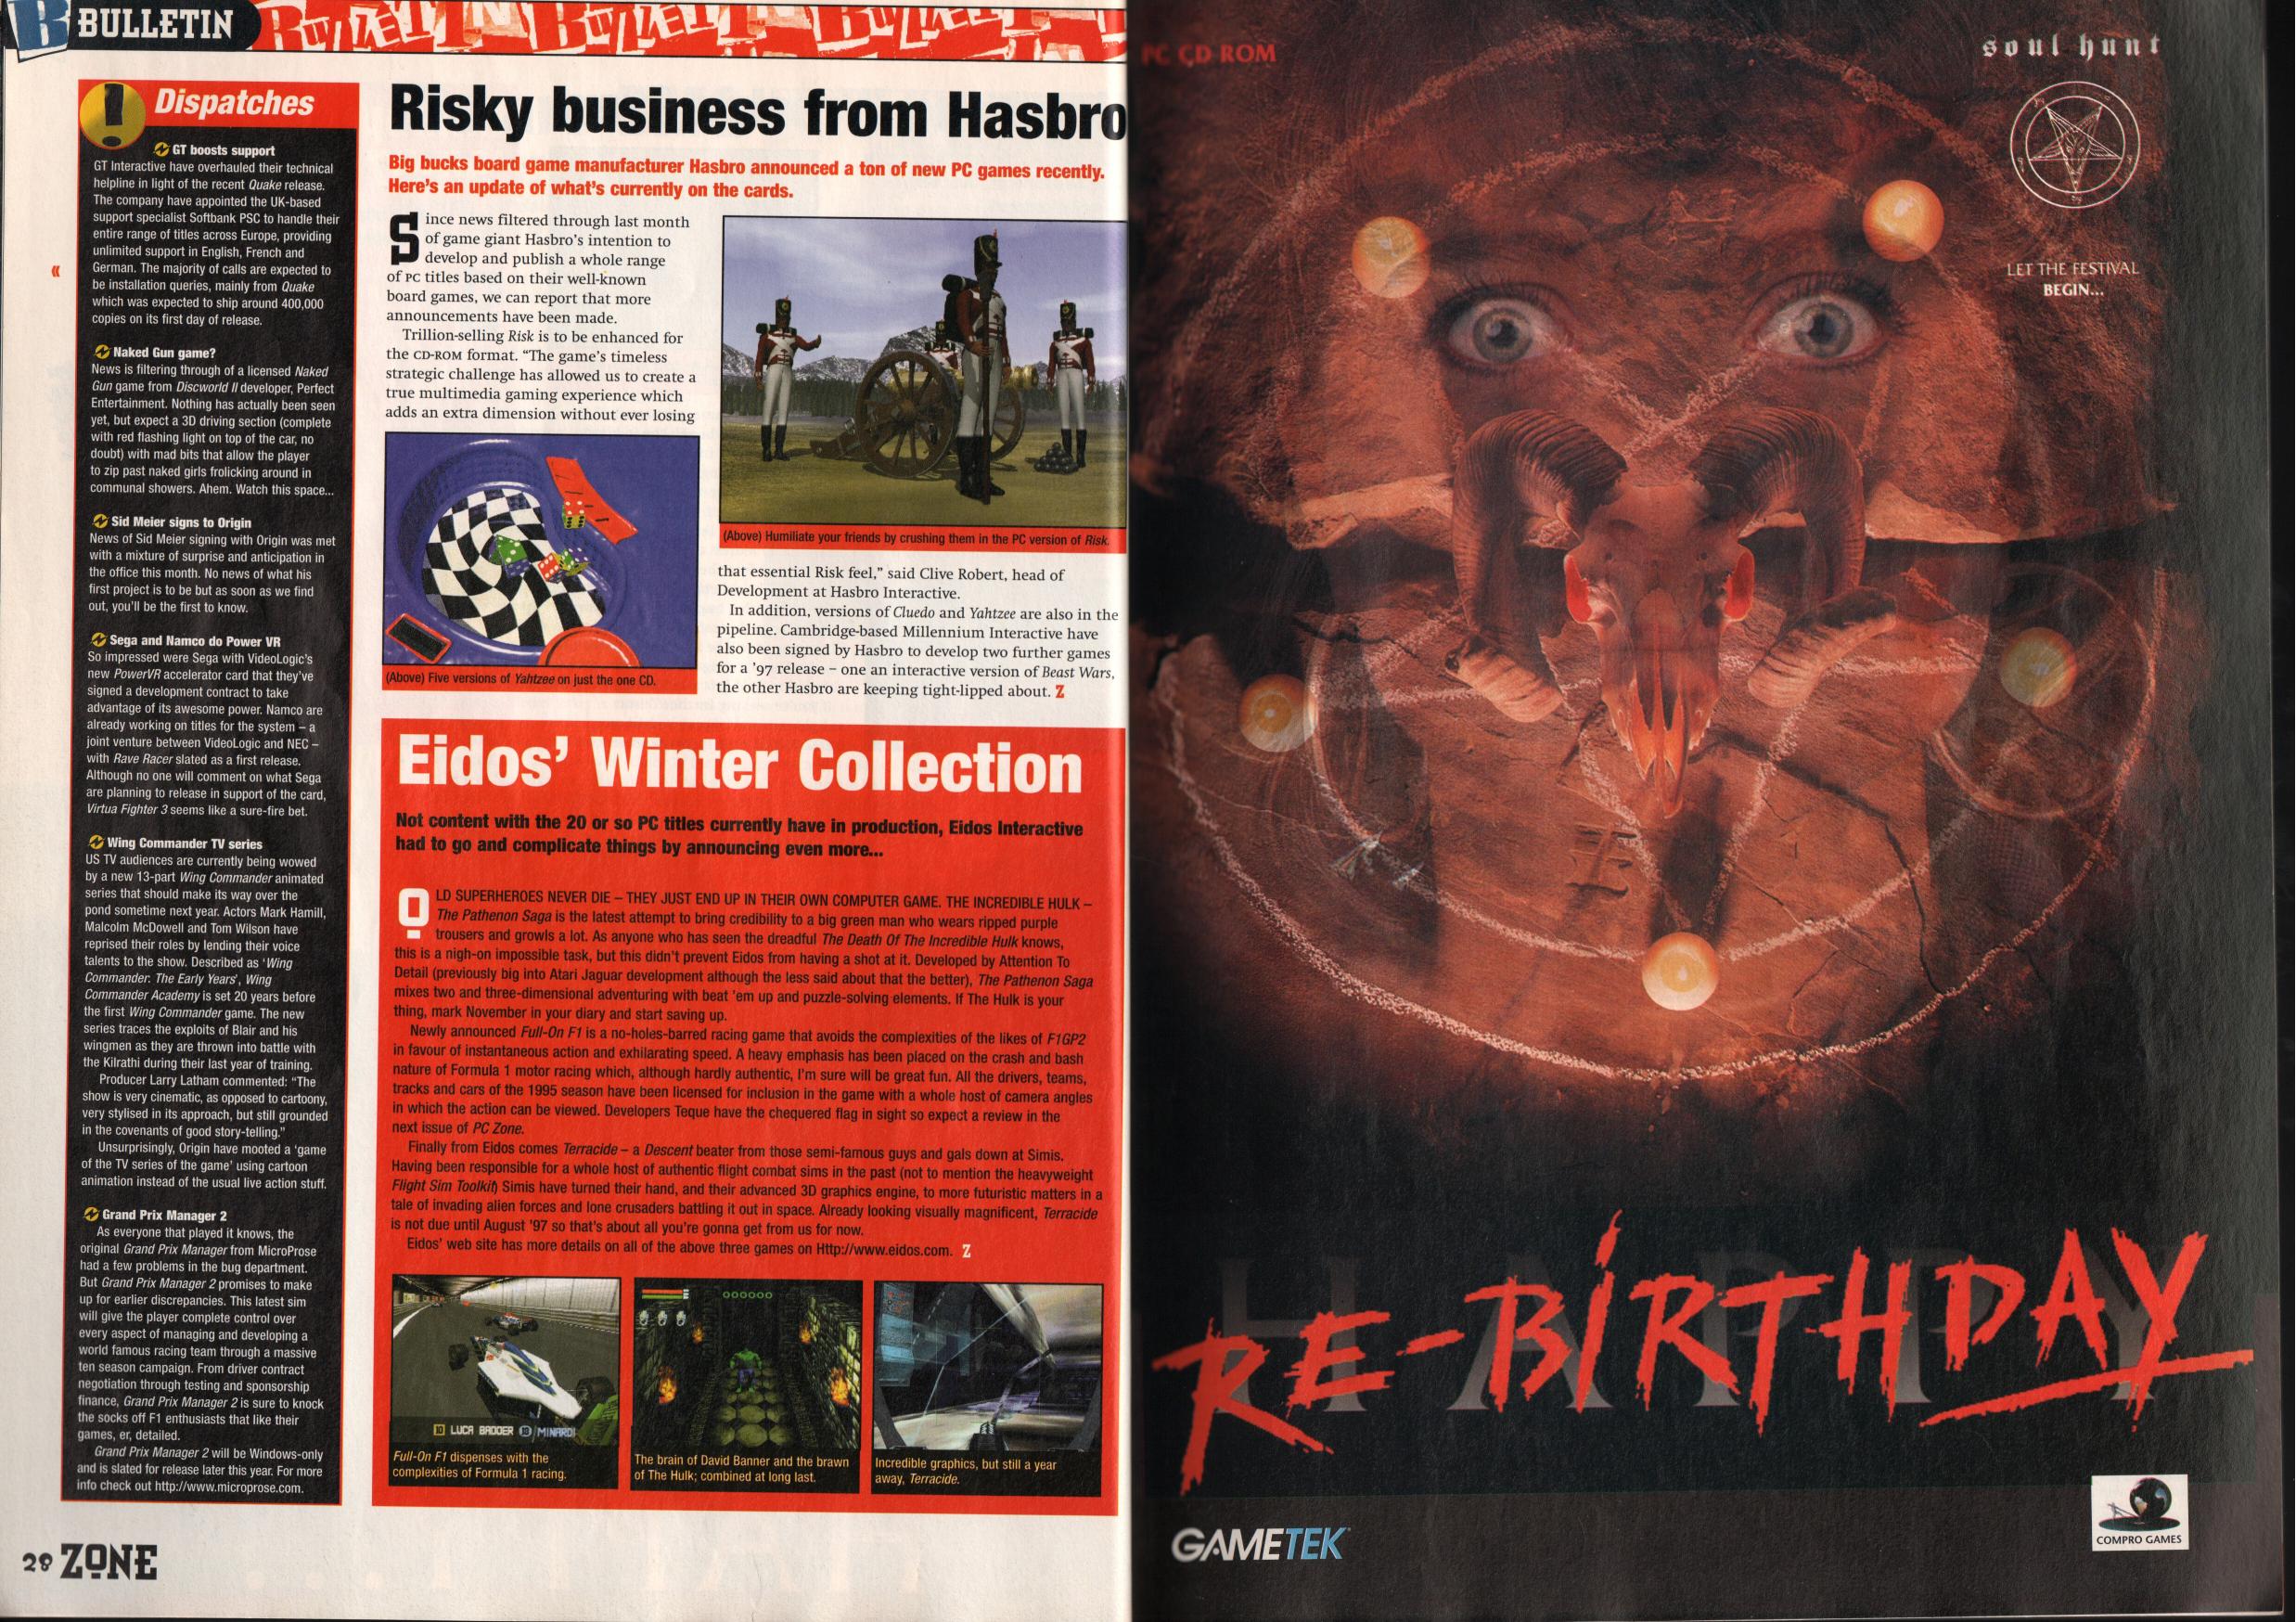 BULLETIN
Dispatches
GT boosts support
GT Interactive have overhauled their technical
helpline in light of the recent Quake release.
The company have appointed the UK-based
support specialist Softbank PSC to handle their
entire range of titles across Europe, providing
unlimited support in English, French and
German. The majority of calls are expected to
be installation queries, mainly from Quake
which was expected to ship around 400,000
copies on its first day of release.
Naked Gun game?
News is filtering through of a licensed Naked
Gun game from Discworld II developer, Perfect
Entertainment. Nothing has actually been seen
yet, but expect a 3D driving section (complete
with red flashing light on top of the car, no
doubt) with mad bits that allow the player
to zip past naked girls frolicking around in
communal showers. Ahem. Watch this space...
Sid Meier signs to Origin
News of Sid Meier signing with Origin was met
with a mixture of surprise and anticipation in
the office this month. No news of what his
first project is to be but as soon as we find
out, you'll be the first to know.
Sega and Namco do Power VR
So impressed were Sega with VideoLogic's
new PowerVR accelerator card that they've
signed a development contract to take
advantage of its awesome power. Namco are
already working on titles for the system – a
joint venture between VideoLogic and NEC –
with Rave Racer slated as a first release.
Although no one will comment on what Sega
are planning to release in support of the card,
Virtua Fighter 3 seems like a sure-fire bet.
Wing Commander TV series
US TV audiences are currently being wowed
by a new 13-part Wing Commander animated
series that should make its way over the
pond sometime next year. Actors Mark Hamill,
Malcolm McDowell and Tom Wilson have
reprised their roles by lending their voice
talents to the show. Described as 'Wing
Commander: The Early Years', Wing
Commander Academy is set 20 years before
the first Wing Commander game. The new
series traces the exploits of Blair and his
wingmen as they are thrown into battle with
the Kilrathi during their last year of training.
Producer Larry Latham commented: "The
show is very cinematic, as opposed to cartoony,
very stylised in its approach, but still grounded
in the covenants of good story-telling."
Unsurprisingly, Origin have mooted a 'game
of the TV series of the game' using cartoon
animation instead of the usual live action stuff.
Grand Prix Manager 2
As everyone that played it knows, the
original Grand Prix Manager from MicroProse
had a few problems in the bug department.
But Grand Prix Manager 2 promises to make
up for earlier discrepancies. This latest sim
will give the player complete control over
every aspect of managing and developing a
world famous racing team through a massive
ten season campaign. From driver contract
negotiation through testing and sponsorship
finance, Grand Prix Manager 2 is sure to knock
the socks off F1 enthusiasts that like their
games, er, detailed.
Grand Prix Manager 2 will be Windows-only
and is slated for release later this year. For more
info check out http://www.microprose.com.
Risky business from Hasbro
Big bucks board game manufacturer Hasbro announced a ton of new PC games recently.
Here's an update of what's currently on the cards.
Since news filtered through last month
of game giant Hasbro's intention to
develop and publish a whole range
of PC titles based on their well-known
board games, we can report that more
announcements have been made.
Trillion-selling Risk is to be enhanced for
the CD-ROM format. "The game's timeless
strategic challenge has allowed us to create a
true multimedia gaming experience which
adds an extra dimension without ever losing
(Above) Five versions of Yahtzee on just the one CD.
(Above) Humiliate your friends by crushing them in the PC version of Risk.
that essential Risk feel," said Clive Robert, head of
Development at Hasbro Interactive.
In addition, versions of Cluedo and Yahtzee are also in the
pipeline. Cambridge-based Millennium Interactive have
also been signed by Hasbro to develop two further games
for a '97 release – one an interactive version of Beast Wars,
the other Hasbro are keeping tight-lipped about. Z
Eidos' Winter Collection
Not content with the 20 or so PC titles currently have in production, Eidos Interactive
had to go and complicate things by announcing even more...
OLD SUPERHEROES NEVER DIE – THEY JUST END UP IN THEIR OWN COMPUTER GAME. THE INCREDIBLE HULK –
The Pathenon Saga is the latest attempt to bring credibility to a big green man who wears ripped purple
trousers and growls a lot. As anyone who has seen the dreadful The Death Of The Incredible Hulk knows,
this is a nigh-on impossible task, but this didn't prevent Eidos from having a shot at it. Developed by Attention To
Detail (previously big into Atari Jaguar development although the less said about that the better), The Pathenon Saga
mixes two and three-dimensional adventuring with beat 'em up and puzzle-solving elements. If The Hulk is your
thing, mark November in your diary and start saving up.
Newly announced Full-On F1 is a no-holes-barred racing game that avoids the complexities of the likes of F1GP2
in favour of instantaneous action and exhilarating speed. A heavy emphasis has been placed on the crash and bash
nature of Formula 1 motor racing which, although hardly authentic, I'm sure will be great fun. All the drivers, teams,
tracks and cars of the 1995 season have been licensed for inclusion in the game with a whole host of camera angles
in which the action can be viewed. Developers Teque have the chequered flag in sight so expect a review in the
next issue of PC Zone.
Finally from Eidos comes Terracide – a Descent beater from those semi-famous guys and gals down at Simis.
Having been responsible for a whole host of authentic flight combat sims in the past (not to mention the heavyweight
Flight Sim Toolkit) Simis have turned their hand, and their advanced 3D graphics engine, to more futuristic matters in a
tale of invading alien forces and lone crusaders battling it out in space. Already looking visually magnificent, Terracide
is not due until August '97 so that's about all you're gonna get from us for now.
Eidos' web site has more details on all of the above three games on Http://www.eidos.com. Z
10 LUCA BADOER MINARDI
Full-On F1 dispenses with the
complexities of Formula 1 racing.
The brain of David Banner and the brawn
of The Hulk; combined at long last.
Incredible graphics, but still a year
away, Terracide.
28 ZONE
PC CD ROM
soul hunt
LET THE FESTIVAL
BEGIN...
HAPPY
RE-BIRTHDAY
GAMETEK
COMPRO GAMES